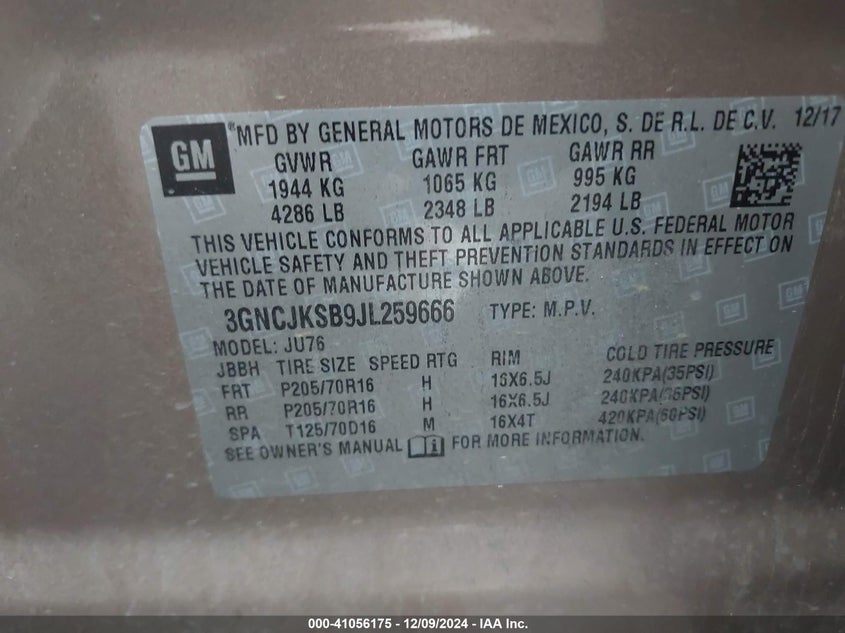 GM ® MFD BY GENERAL MOTORS DE MEXICO, S. DE R.L. DE C.V. 12/17
GVWR GAWR FRT GAWR RR
1944 KG 1065 KG 995 KG
4286 LB 2348 LB 2194 LB
THIS VEHICLE CONFORMS TO ALL APPLICABLE U.S. FEDERAL MOTOR
VEHICLE SAFETY AND THEFT PREVENTION STANDARDS IN EFFECT ON
THE DATE OF MANUFACTURE SHOWN ABOVE.
3GNCJKSB9JL259666 TYPE: M.P.V.
MODEL: JU76
JBBH TIRE SIZE SPEED RTG RIM COLD TIRE PRESSURE
FRT P205/70R16 H 16X6.5J 240KPA(35PSI)
RR P205/70R16 H 16X6.5J 240KPA(35PSI)
SPA T125/70D16 M 16X4T 420KPA(60PSI)
SEE OWNER'S MANUAL FOR MORE INFORMATION.
000-41056175 - 12/09/2024 - IAA Inc.